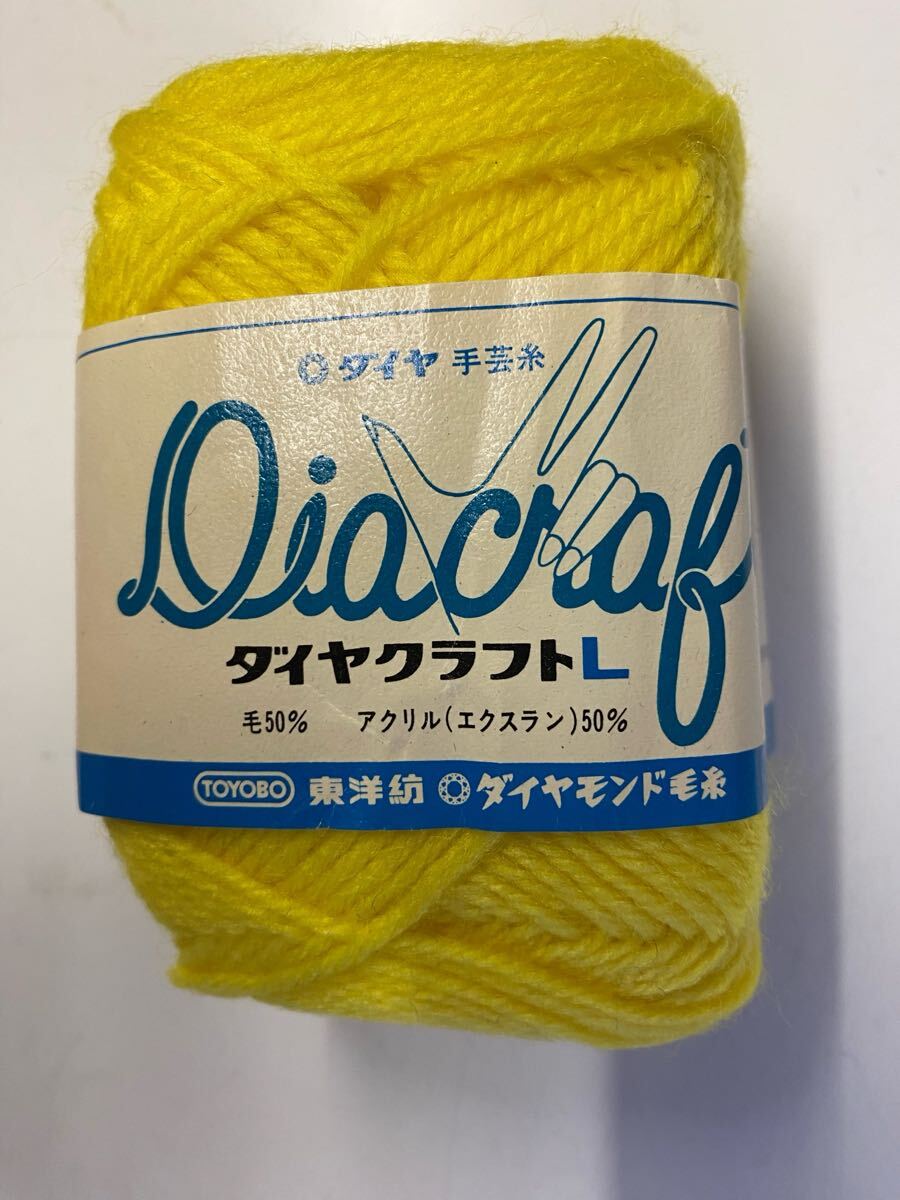 ダイヤ 手芸糸
Diacraf
ダイヤクラフトL
毛50% アクリル(エクスラン)50%
TOYOBO 東洋紡 ダイヤモンド毛糸